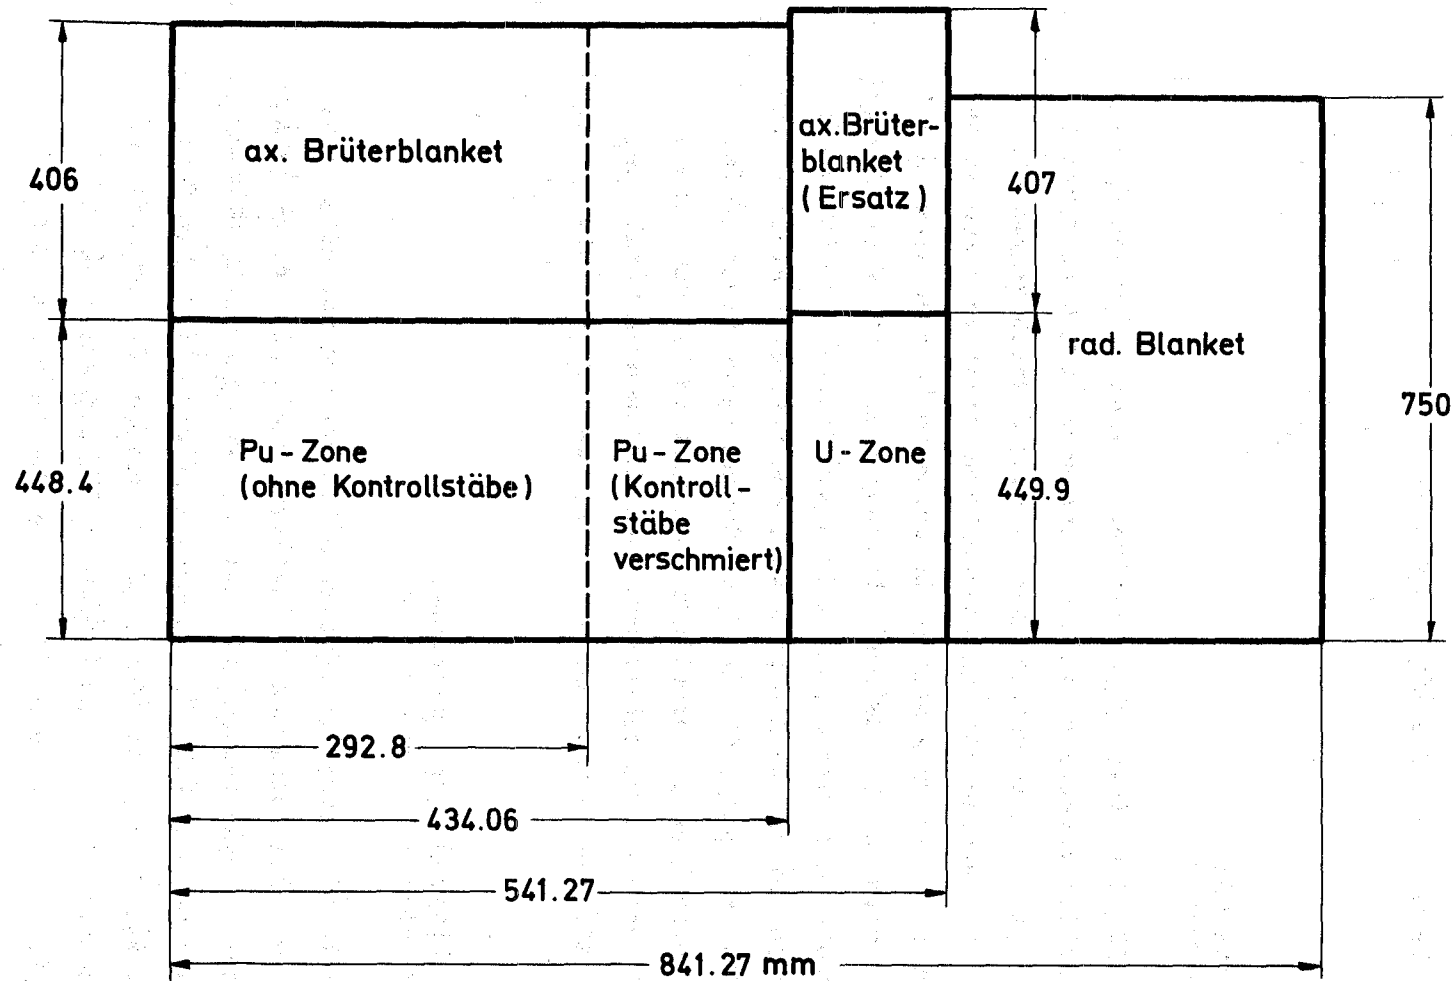 ax. Brüterblanket
ax. Brüter-
blanket
( Ersatz )
406
407
rad. Blanket
750
448.4
Pu - Zone
(ohne Kontrollstäbe)
Pu - Zone
(Kontroll-
stäbe
verschmiert)
U - Zone
449.9
292.8
434.06
541.27
841.27 mm